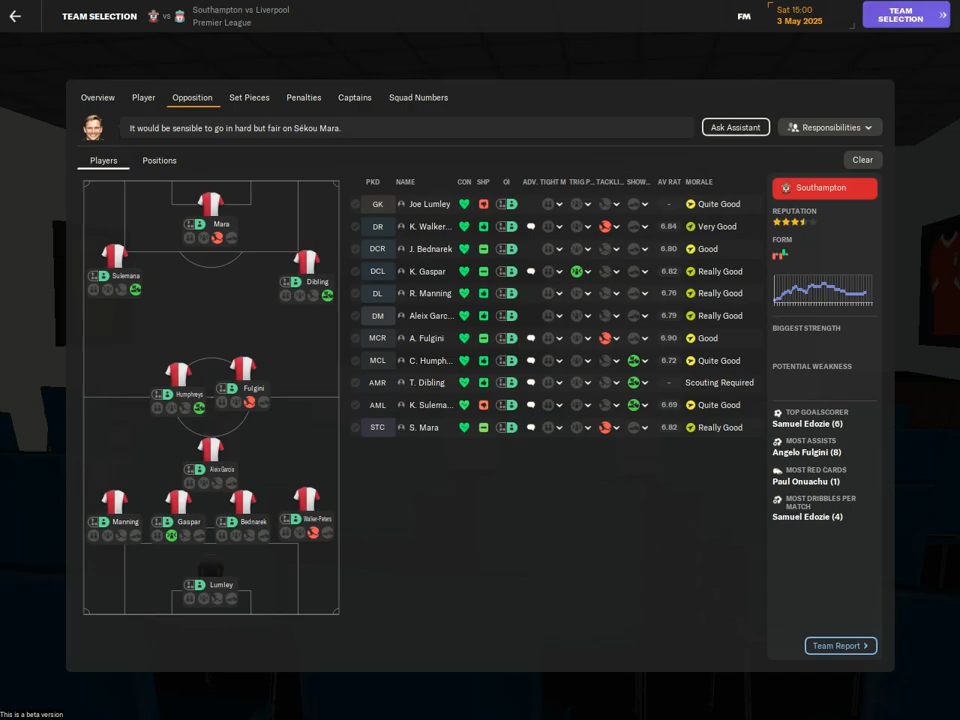 TEAM SELECTION
vs
Southampton vs Liverpool
Premier League
FM
Sat 15:00
3 May 2025
TEAM
SELECTION
Overview
Player
Opposition
Set Pieces
Penalties
Captains
Squad Numbers
It would be sensible to go in hard but fair on Sékou Mara.
Ask Assistant
Responsibilities
Players
Positions
Clear
Mara
Sulemana
Dibling
Humphreys
Fulgini
Aleix García
Manning
Gaspar
Bednarek
Walker-Peters
Lumley
PKD NAME CON SHP OI ADV. TIGHT M TRIG P... TACKLI... SHOW... AV RAT MORALE
GK Joe Lumley - Quite Good
DR K. Walker... 6.84 Very Good
DCR J. Bednarek 6.80 Good
DCL K. Gaspar 6.82 Really Good
DL R. Manning 6.76 Really Good
DM Aleix Garc... 6.79 Really Good
MCR A. Fulgini 6.90 Good
MCL C. Humph... 6.72 Quite Good
AMR T. Dibling - Scouting Required
AML K. Sulema... 6.69 Quite Good
STC S. Mara 6.82 Really Good
Southampton
REPUTATION
FORM
BIGGEST STRENGTH
POTENTIAL WEAKNESS
TOP GOALSCORER
Samuel Edozie (6)
MOST ASSISTS
Angelo Fulgini (8)
MOST RED CARDS
Paul Onuachu (1)
MOST DRIBBLES PER
MATCH
Samuel Edozie (4)
Team Report
This is a beta version